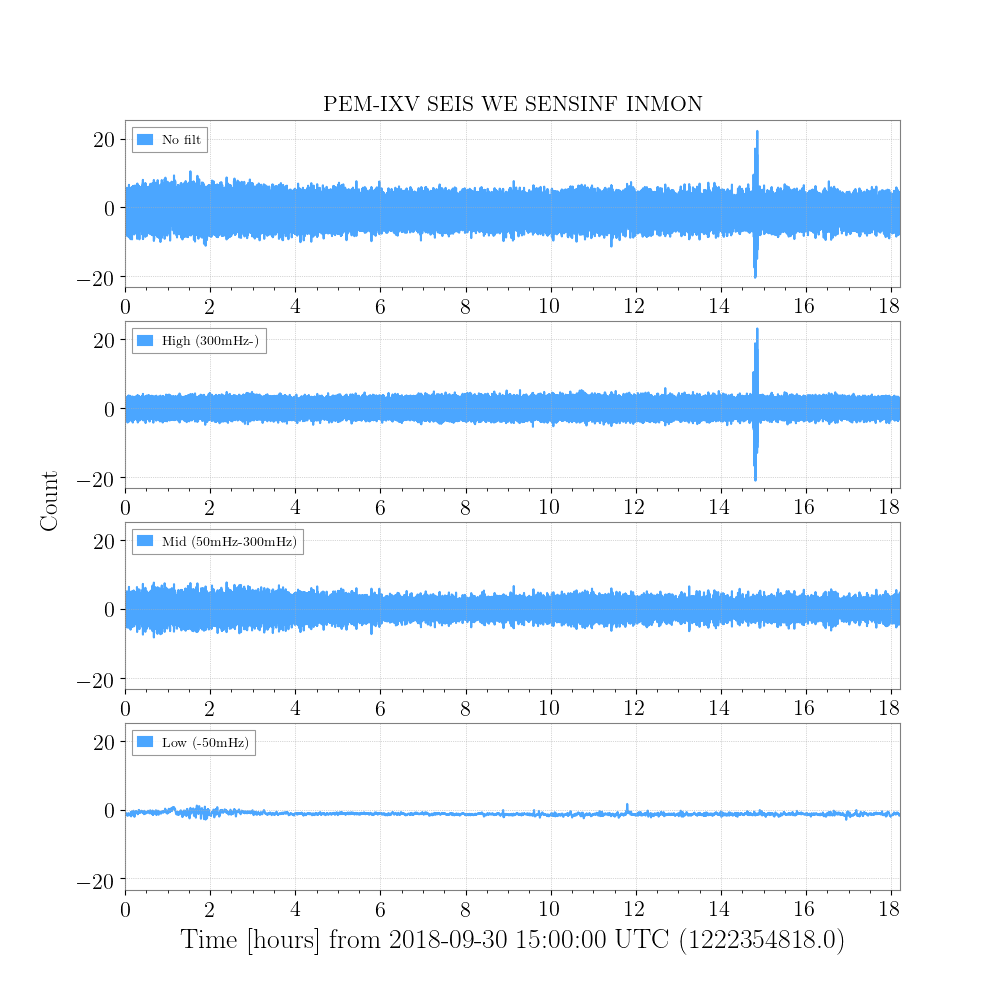 PEM-IXV SEIS WE SENSINF INMON
No filt
20
0
−20
0 2 4 6 8 10 12 14 16 18
High (300mHz-)
20
0
−20
0 2 4 6 8 10 12 14 16 18
Count
Mid (50mHz-300mHz)
20
0
−20
0 2 4 6 8 10 12 14 16 18
Low (-50mHz)
20
0
−20
0 2 4 6 8 10 12 14 16 18
Time [hours] from 2018-09-30 15:00:00 UTC (1222354818.0)